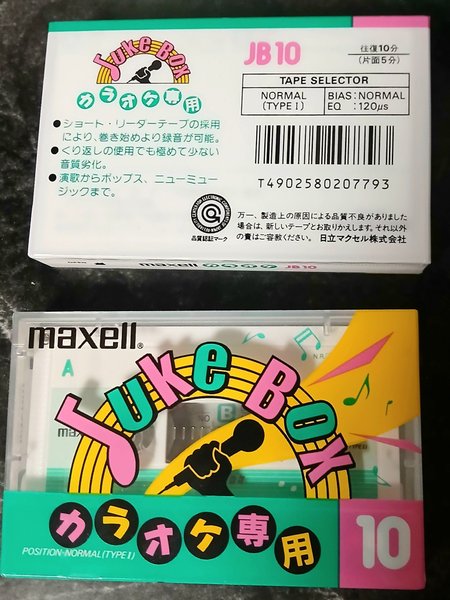 Juke Box
カラオケ専用
JB10
往復10分
(片面5分)
TAPE SELECTOR
NORMAL BIAS:NORMAL
(TYPE I) EQ :120μs
●ショート・リーダーテープの採用
により、巻き始めより録音が可能。
●くり返しの使用でも極めて少ない
音質劣化。
●演歌からポップス、ニューミュー
ジックまで。
T4902580207793
品質認証マーク
万一、製造上の原因による品質不良がありました
場合は、新しいテープとお取りかえします。それ以外
の責はご容赦ください。日立マクセル株式会社
maxell カラオケ専用 JB10
maxell®
A
N.R.
B
max
Juke Box
カラオケ専用
POSITION-NORMAL(TYPE I)
10